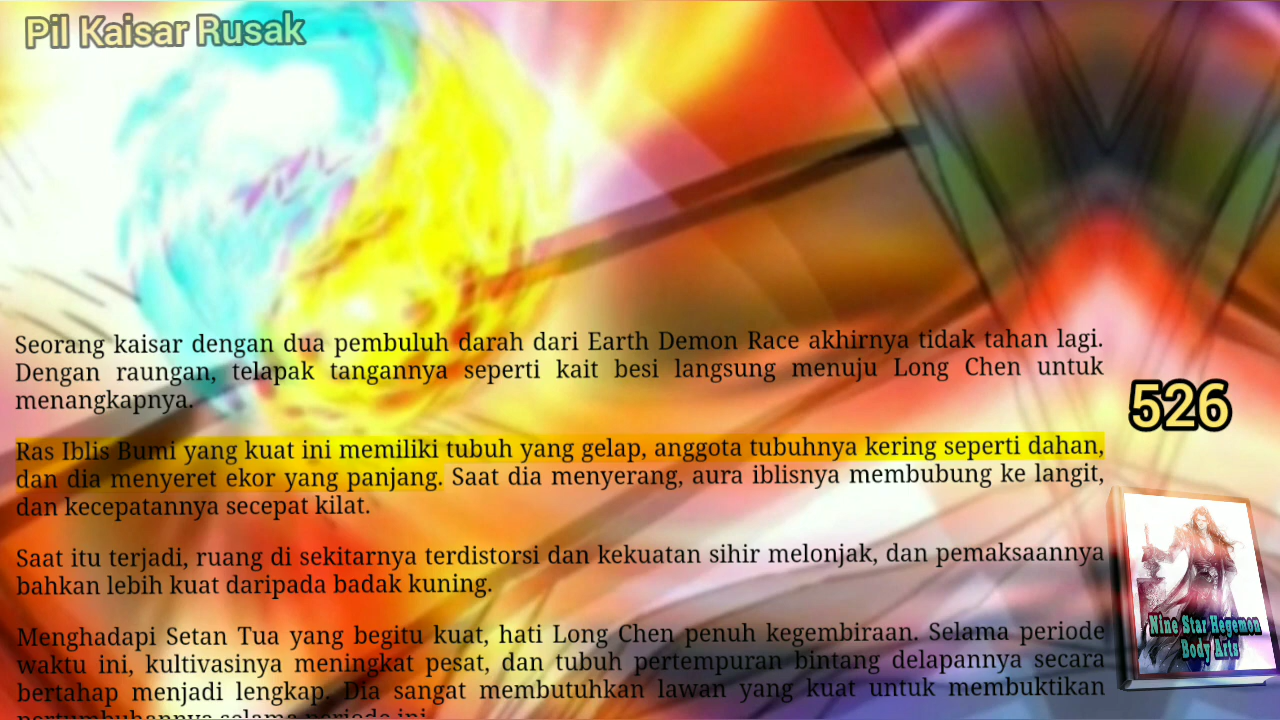 Pil Kaisar Rusak
Seorang kaisar dengan dua pembuluh darah dari Earth Demon Race akhirnya tidak tahan lagi.
Dengan raungan, telapak tangannya seperti kait besi langsung menuju Long Chen untuk
menangkapnya.
526
Ras Iblis Bumi yang kuat ini memiliki tubuh yang gelap, anggota tubuhnya kering seperti dahan,
dan dia menyeret ekor yang panjang. Saat dia menyerang, aura iblisnya membubung ke langit,
dan kecepatannya secepat kilat.
Saat itu terjadi, ruang di sekitarnya terdistorsi dan kekuatan sihir melonjak, dan pemaksaannya
bahkan lebih kuat daripada badak kuning.
Menghadapi Setan Tua yang begitu kuat, hati Long Chen penuh kegembiraan. Selama periode
waktu ini, kultivasinya meningkat pesat, dan tubuh pertempuran bintang delapannya secara
bertahap menjadi lengkap. Dia sangat membutuhkan lawan yang kuat untuk membuktikan
pertumbuhannya selama periode ini.
Nine Star Hegemon
Body Arts